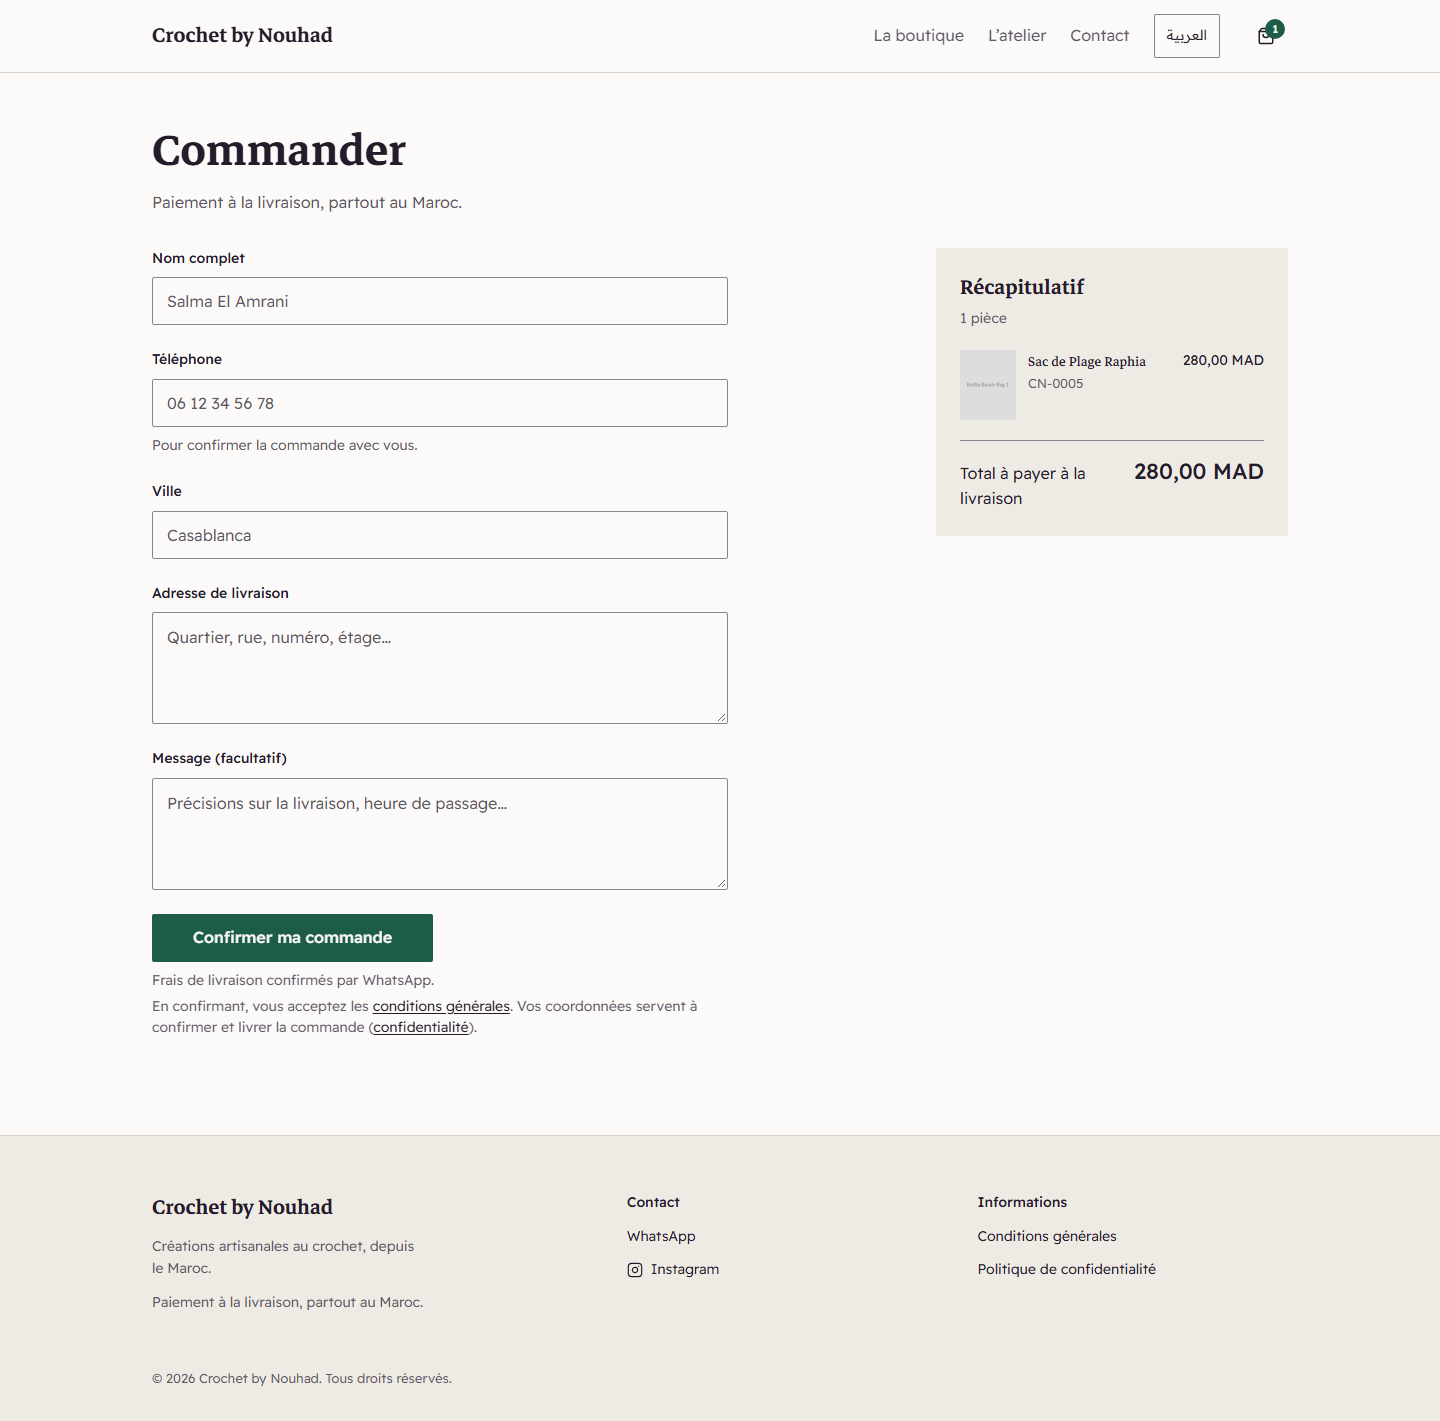 Crochet by Nouhad
La boutique
L’atelier
Contact
العربية
1
Commander
Paiement à la livraison, partout au Maroc.
Nom complet
Salma El Amrani
Téléphone
06 12 34 56 78
Pour confirmer la commande avec vous.
Ville
Casablanca
Adresse de livraison
Quartier, rue, numéro, étage…
Message (facultatif)
Précisions sur la livraison, heure de passage…
Confirmer ma commande
Frais de livraison confirmés par WhatsApp.
En confirmant, vous acceptez les conditions générales. Vos coordonnées servent à
confirmer et livrer la commande (confidentialité).
Récapitulatif
1 pièce
Raffia Beach Bag 1
Sac de Plage Raphia
280,00 MAD
CN-0005
Total à payer à la
livraison
280,00 MAD
Crochet by Nouhad
Créations artisanales au crochet, depuis
le Maroc.
Paiement à la livraison, partout au Maroc.
Contact
WhatsApp
Instagram
Informations
Conditions générales
Politique de confidentialité
© 2026 Crochet by Nouhad. Tous droits réservés.